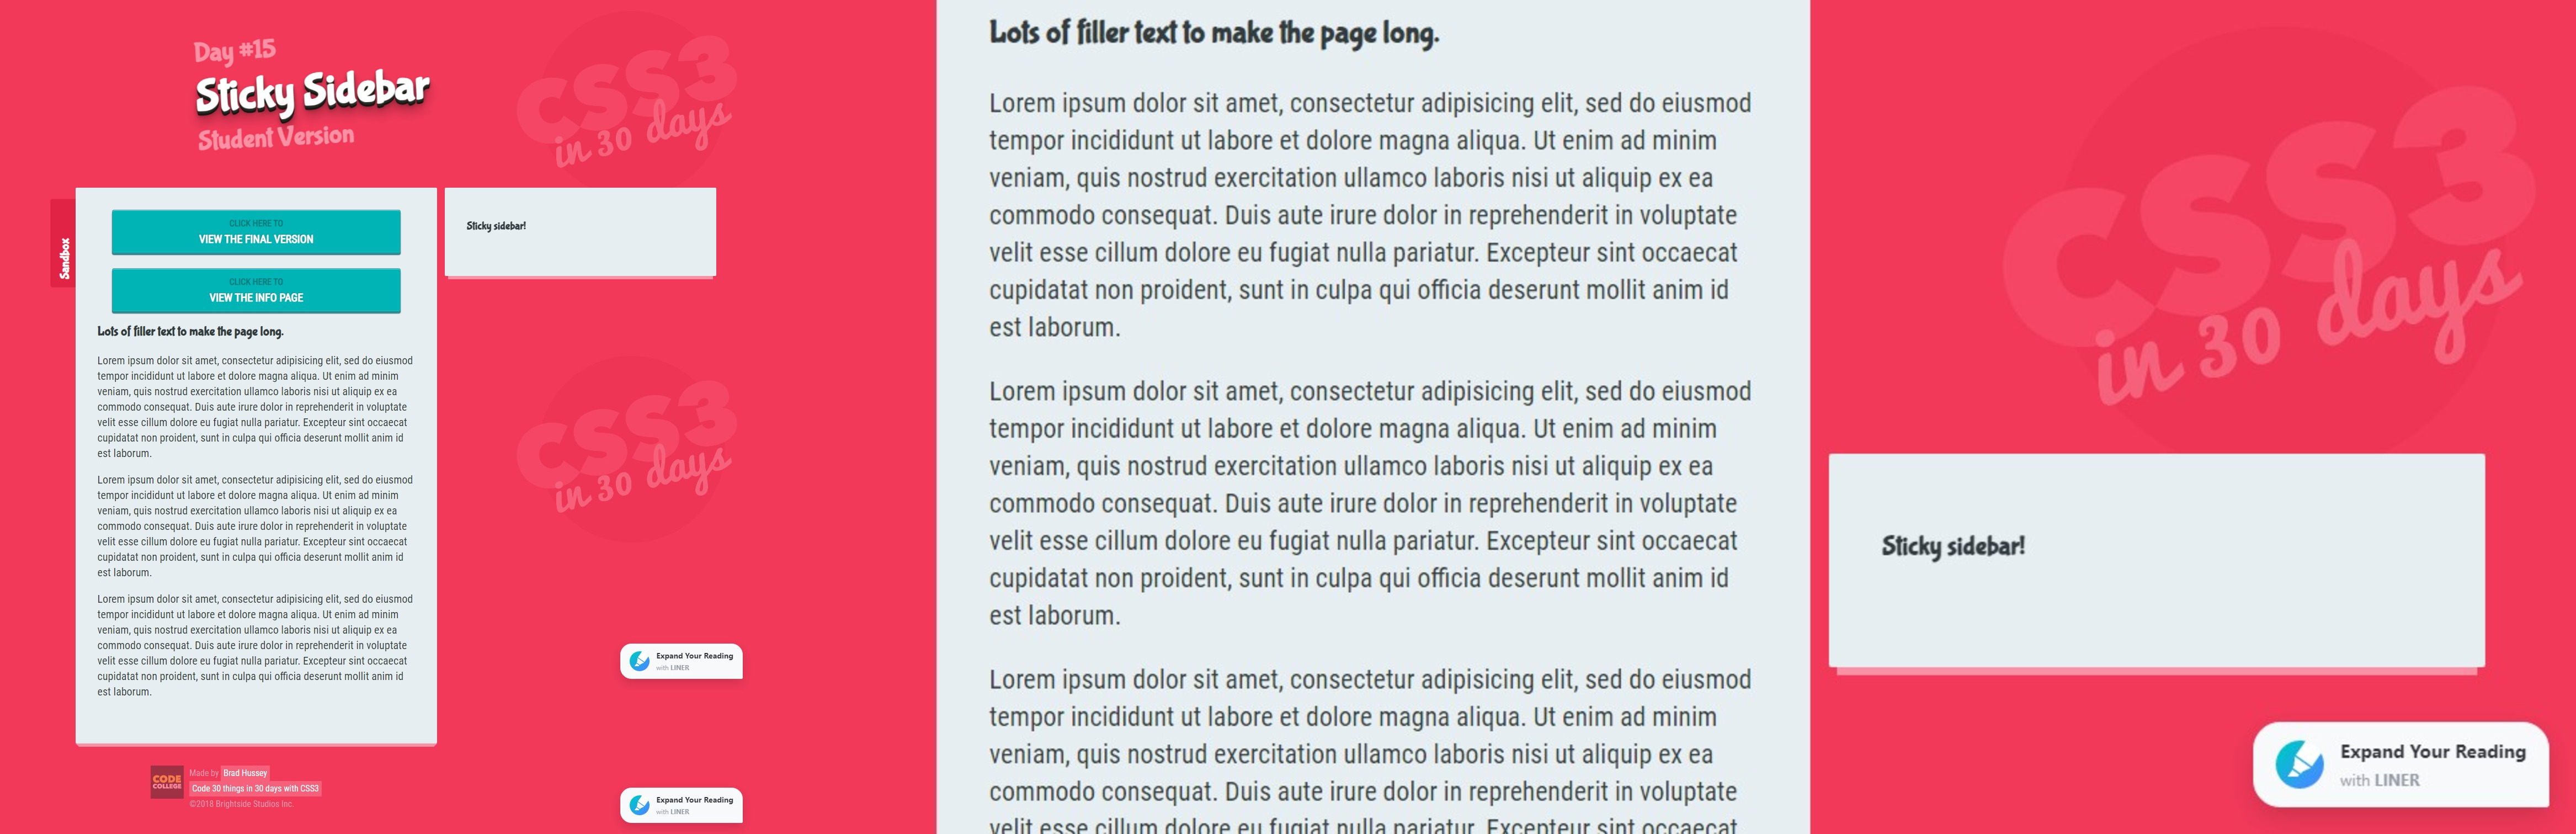 Day #15
Sticky Sidebar
Student Version
CSS3
in 30 days
Sandbox
CLICK HERE TO
VIEW THE FINAL VERSION
CLICK HERE TO
VIEW THE INFO PAGE
Lots of filler text to make the page long.
Lorem ipsum dolor sit amet, consectetur adipisicing elit, sed do eiusmod
tempor incididunt ut labore et dolore magna aliqua. Ut enim ad minim
veniam, quis nostrud exercitation ullamco laboris nisi ut aliquip ex ea
commodo consequat. Duis aute irure dolor in reprehenderit in voluptate
velit esse cillum dolore eu fugiat nulla pariatur. Excepteur sint occaecat
cupidatat non proident, sunt in culpa qui officia deserunt mollit anim id
est laborum.
Lorem ipsum dolor sit amet, consectetur adipisicing elit, sed do eiusmod
tempor incididunt ut labore et dolore magna aliqua. Ut enim ad minim
veniam, quis nostrud exercitation ullamco laboris nisi ut aliquip ex ea
commodo consequat. Duis aute irure dolor in reprehenderit in voluptate
velit esse cillum dolore eu fugiat nulla pariatur. Excepteur sint occaecat
cupidatat non proident, sunt in culpa qui officia deserunt mollit anim id
est laborum.
Lorem ipsum dolor sit amet, consectetur adipisicing elit, sed do eiusmod
tempor incididunt ut labore et dolore magna aliqua. Ut enim ad minim
veniam, quis nostrud exercitation ullamco laboris nisi ut aliquip ex ea
commodo consequat. Duis aute irure dolor in reprehenderit in voluptate
velit esse cillum dolore eu fugiat nulla pariatur. Excepteur sint occaecat
cupidatat non proident, sunt in culpa qui officia deserunt mollit anim id
est laborum.
Sticky sidebar!
CSS3
in 30 days
Expand Your Reading
with LINER
CODE
COLLEGE
Made by Brad Hussey
Code 30 things in 30 days with CSS3
©2018 Brightside Studios Inc.
Expand Your Reading
with LINER
Lots of filler text to make the page long.
Lorem ipsum dolor sit amet, consectetur adipisicing elit, sed do eiusmod
tempor incididunt ut labore et dolore magna aliqua. Ut enim ad minim
veniam, quis nostrud exercitation ullamco laboris nisi ut aliquip ex ea
commodo consequat. Duis aute irure dolor in reprehenderit in voluptate
velit esse cillum dolore eu fugiat nulla pariatur. Excepteur sint occaecat
cupidatat non proident, sunt in culpa qui officia deserunt mollit anim id
est laborum.
Lorem ipsum dolor sit amet, consectetur adipisicing elit, sed do eiusmod
tempor incididunt ut labore et dolore magna aliqua. Ut enim ad minim
veniam, quis nostrud exercitation ullamco laboris nisi ut aliquip ex ea
commodo consequat. Duis aute irure dolor in reprehenderit in voluptate
velit esse cillum dolore eu fugiat nulla pariatur. Excepteur sint occaecat
cupidatat non proident, sunt in culpa qui officia deserunt mollit anim id
est laborum.
Lorem ipsum dolor sit amet, consectetur adipisicing elit, sed do eiusmod
tempor incididunt ut labore et dolore magna aliqua. Ut enim ad minim
veniam, quis nostrud exercitation ullamco laboris nisi ut aliquip ex ea
commodo consequat. Duis aute irure dolor in reprehenderit in voluptate
velit esse cillum dolore eu fugiat nulla pariatur. Excepteur sint occaecat
CSS3
in 30 days
Sticky sidebar!
Expand Your Reading
with LINER